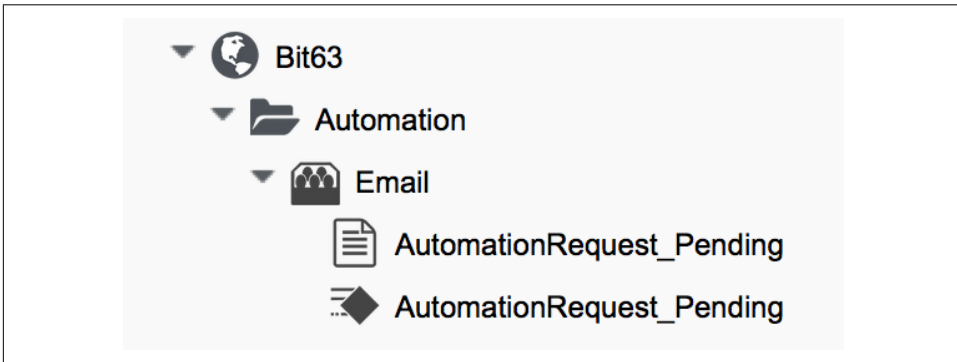 Bit63
Automation
Email
AutomationRequest_Pending
AutomationRequest_Pending